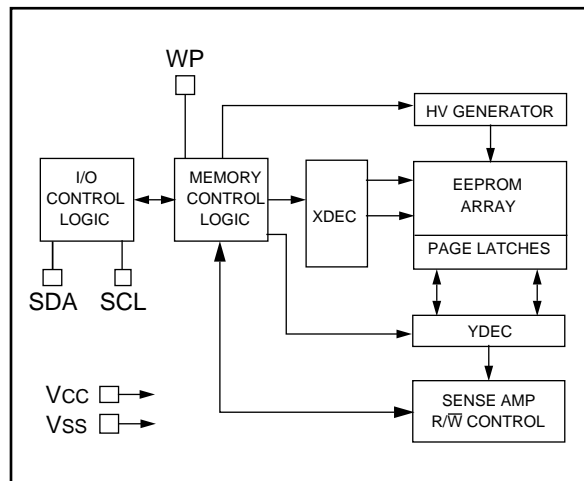 WP
HV GENERATOR
I/O
CONTROL
LOGIC
MEMORY
CONTROL
LOGIC
XDEC
EEPROM
ARRAY
PAGE LATCHES
SDA
SCL
YDEC
VCC
VSS
SENSE AMP
R/W̅ CONTROL